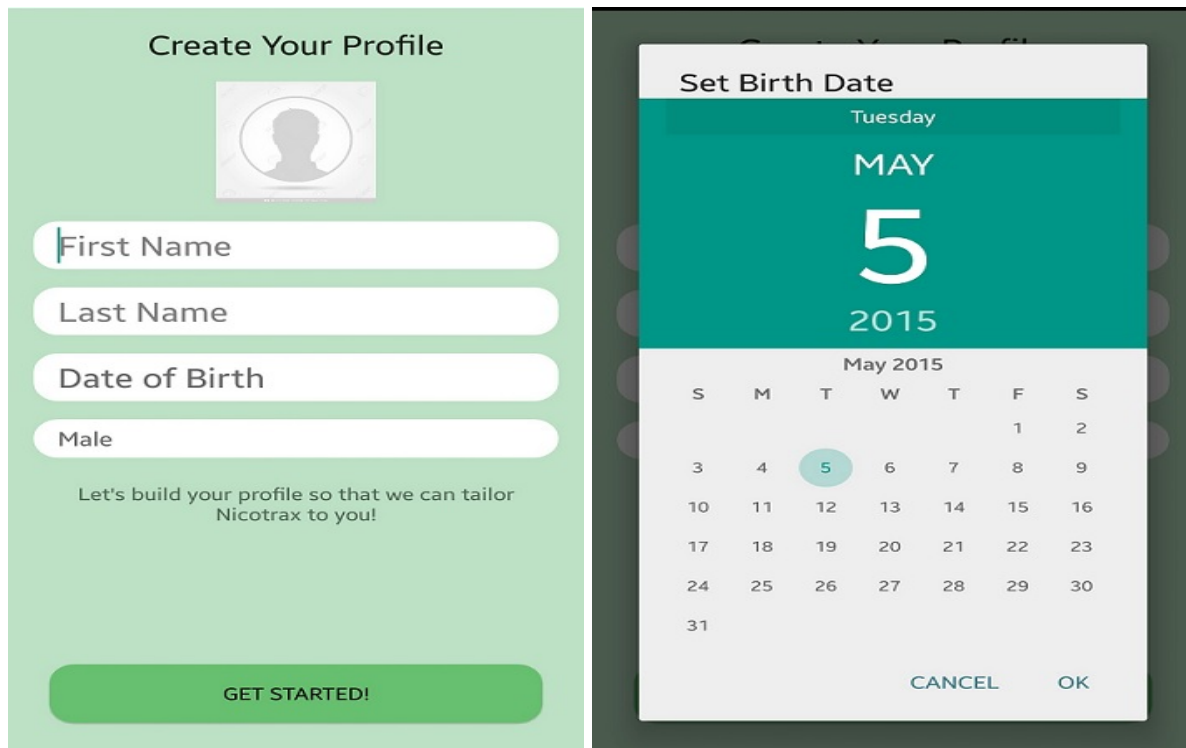 Create Your Profile
First Name
Last Name
Date of Birth
Male
Let's build your profile so that we can tailor
Nicotrax to you!
GET STARTED!
Set Birth Date
Tuesday
MAY
5
2015
May 2015
S M T W T F S
1 2
3 4 5 6 7 8 9
10 11 12 13 14 15 16
17 18 19 20 21 22 23
24 25 26 27 28 29 30
31
CANCEL OK